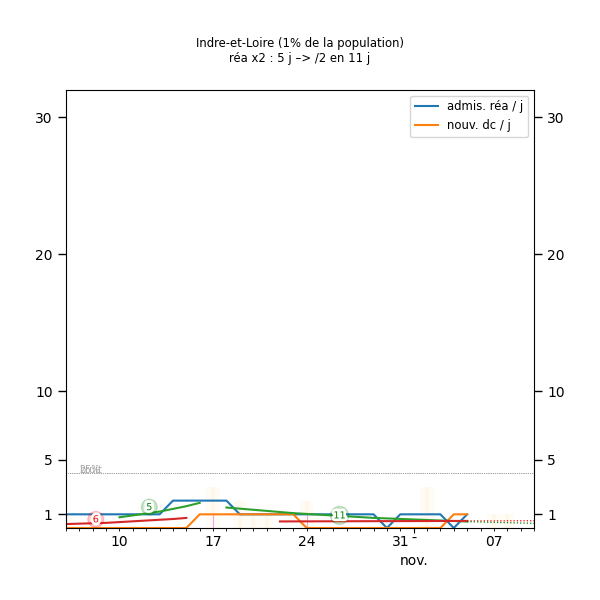 Indre-et-Loire (1% de la population)
réa x2 : 5 j –> /2 en 11 j
admis. réa / j
nouv. dc / j
30 30
20 20
10 10
5 5
1 1
6 5 11
10 17 24 31 07
nov.